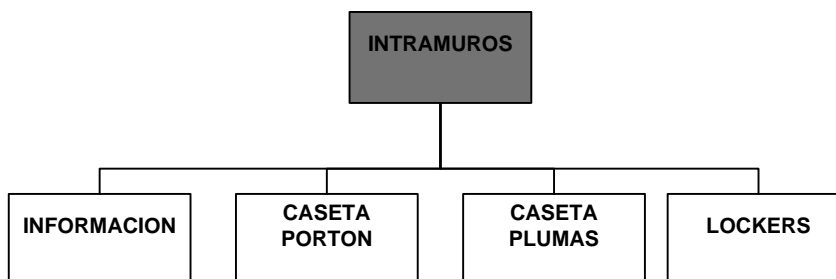 INTRAMUROS
INFORMACION
CASETA
PORTON
CASETA
PLUMAS
LOCKERS